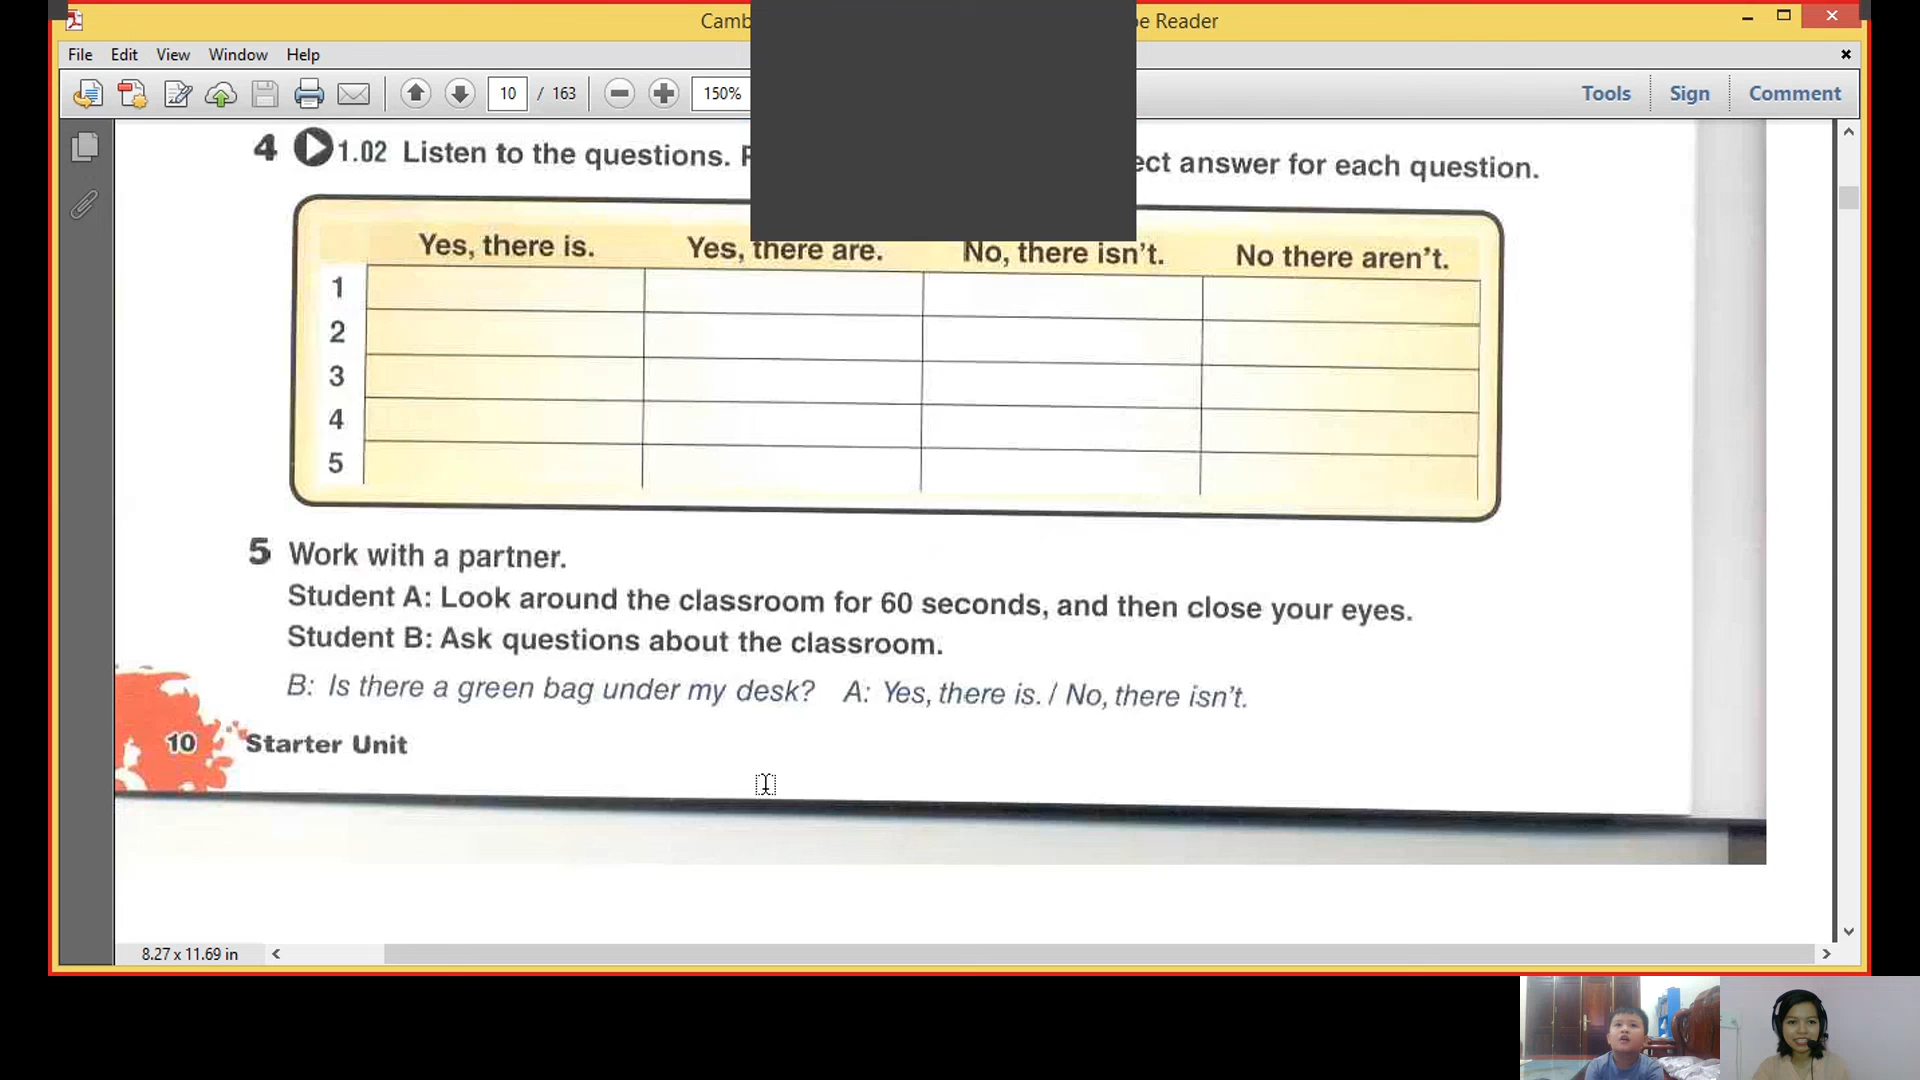 Camb
be Reader
File Edit View Window Help
10 / 163 150% Tools Sign Comment
4 1.02 Listen to the questions.
answer for each question.
Yes, there is. Yes, there are. No, there isn't. No there aren't.
1
2
3
4
5
5 Work with a partner.
Student A: Look around the classroom for 60 seconds, and then close your eyes.
Student B: Ask questions about the classroom.
B: Is there a green bag under my desk? A: Yes, there is. / No, there isn't.
10 Starter Unit
8.27 x 11.69 in